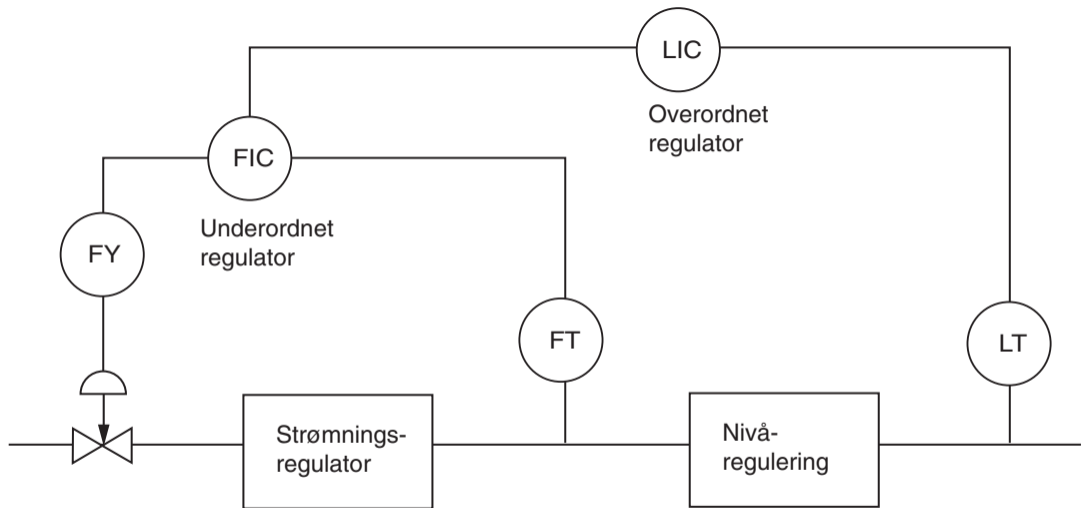 LIC
Overordnet
regulator
FIC
Underordnet
regulator
FY
FT
LT
Strømnings-
regulator
Nivå-
regulering